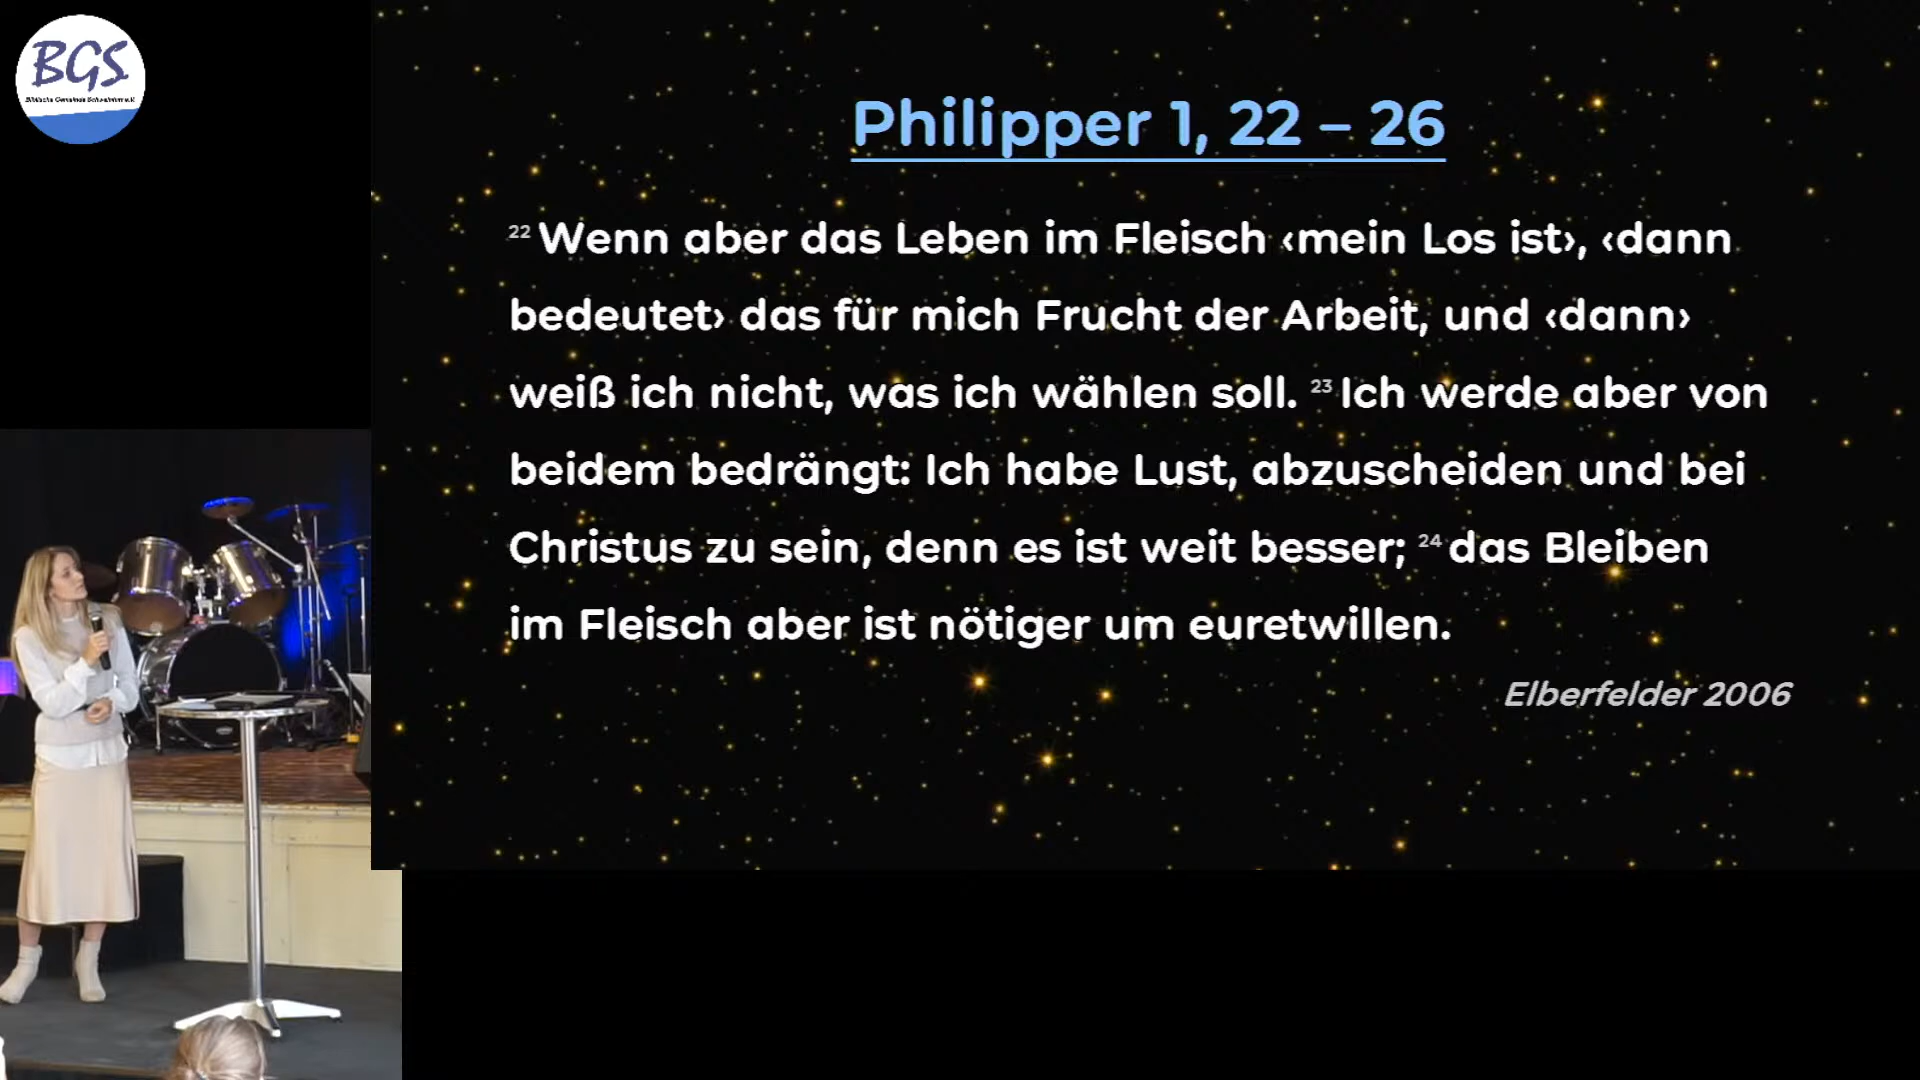 BGS
Biblische Gemeinde Schweinfurt e.V.
Philipper 1, 22 – 26
22 Wenn aber das Leben im Fleisch ‹mein Los ist›, ‹dann
bedeutet› das für mich Frucht der Arbeit, und ‹dann›
weiß ich nicht, was ich wählen soll. 23 Ich werde aber von
beidem bedrängt: Ich habe Lust, abzuscheiden und bei
Christus zu sein, denn es ist weit besser; 24 das Bleiben
im Fleisch aber ist nötiger um euretwillen.
Elberfelder 2006